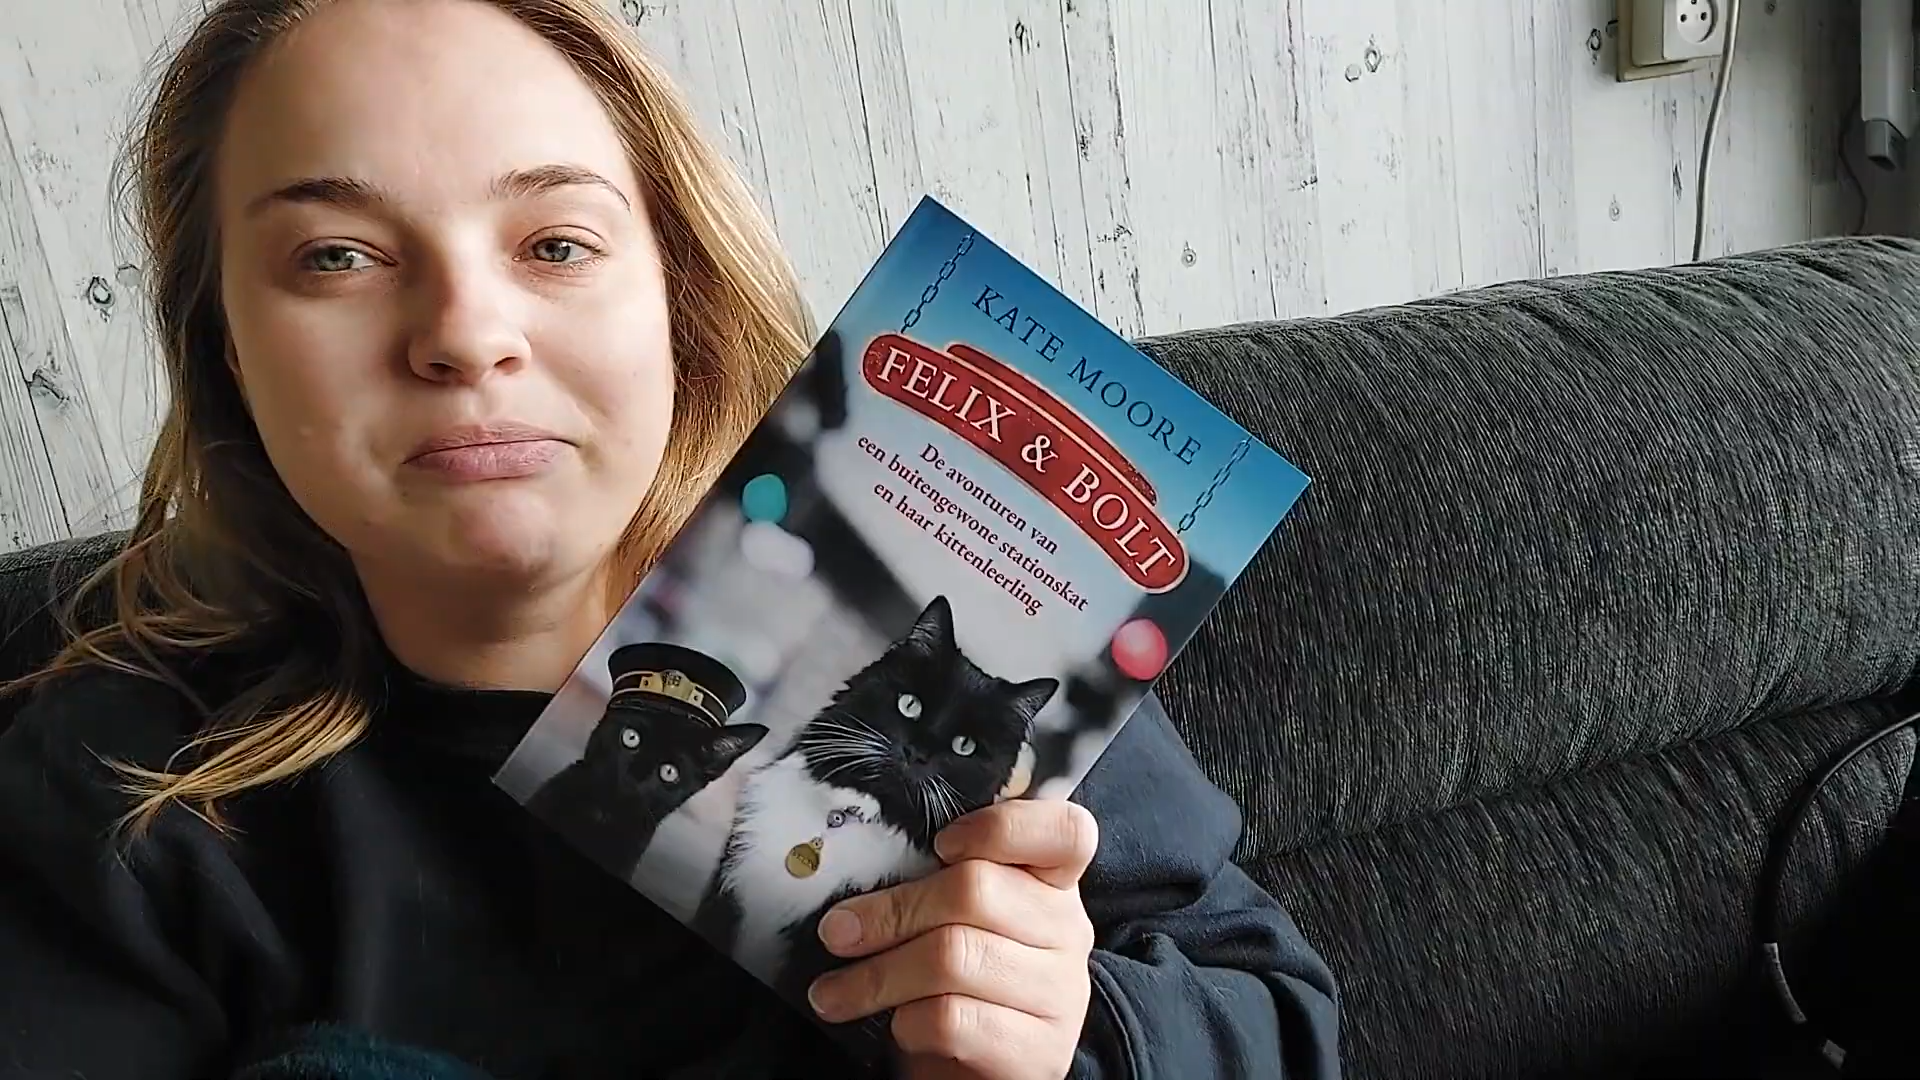 KATE MOORE
FELIX & BOLT
De avonturen van
een buitengewone stationskat
en haar kittenleerling